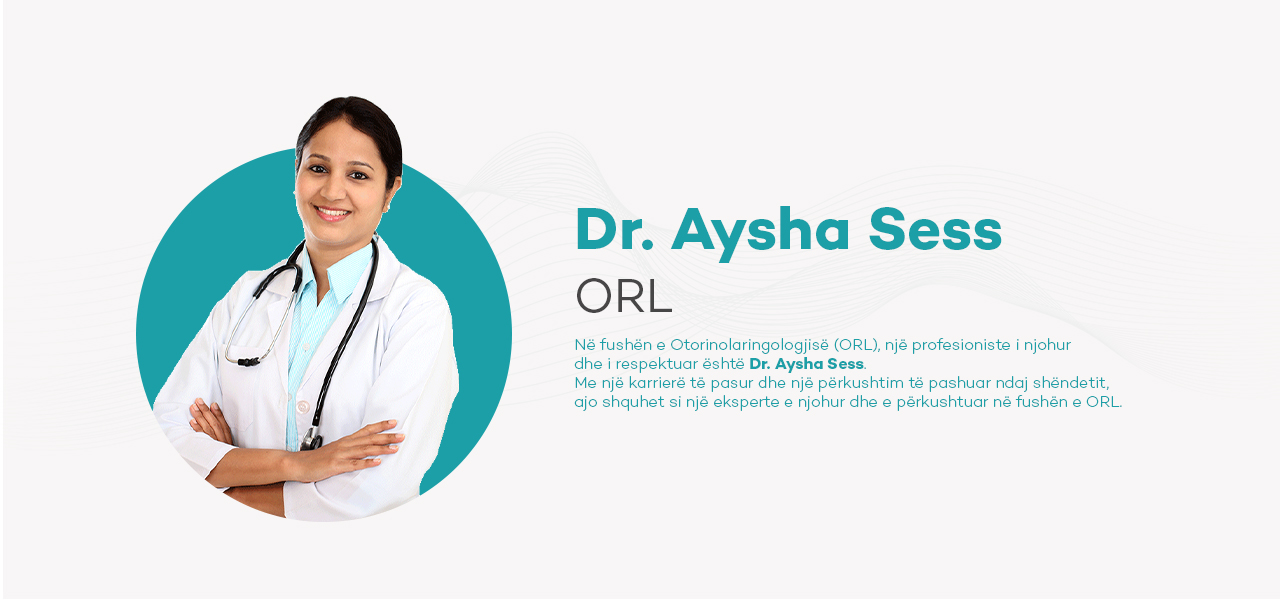 Dr. Aysha Sess
ORL
Në fushën e Otorinolaringologjisë (ORL), një profesioniste i njohur
dhe i respektuar është Dr. Aysha Sess.
Me një karrierë të pasur dhe një përkushtim të pashuar ndaj shëndetit,
ajo shquhet si një eksperte e njohur dhe e përkushtuar në fushën e ORL.